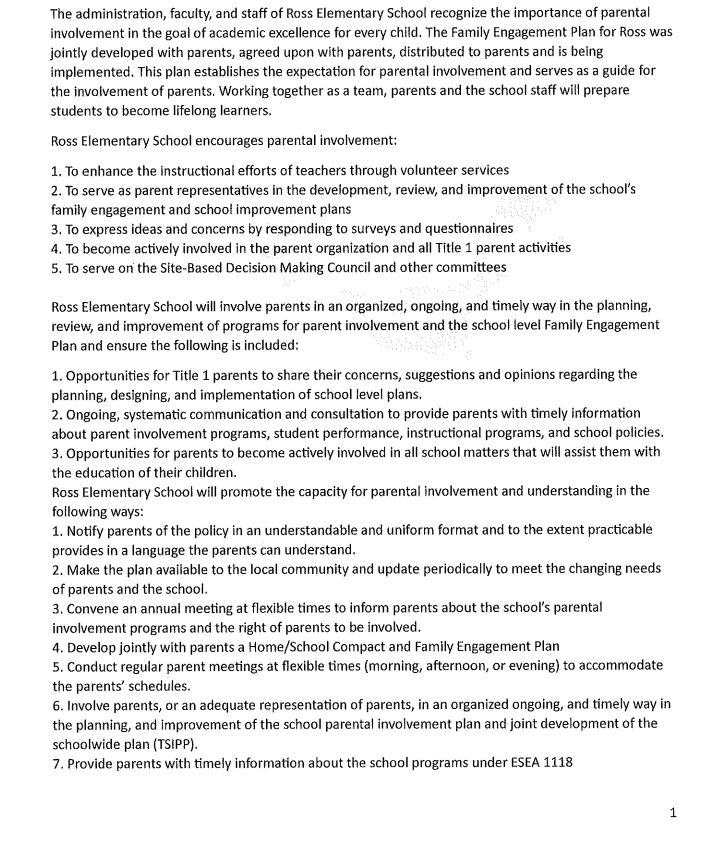 The administration, faculty, and staff of Ross Elementary School recognize the importance of parental
involvement in the goal of academic excellence for every child. The Family Engagement Plan for Ross was
jointly developed with parents, agreed upon with parents, distributed to parents and is being
implemented. This plan establishes the expectation for parental involvement and serves as a guide for
the involvement of parents. Working together as a team, parents and the school staff will prepare
students to become lifelong learners.
Ross Elementary School encourages parental involvement:
1. To enhance the instructional efforts of teachers through volunteer services
2. To serve as parent representatives in the development, review, and improvement of the school's
family engagement and school improvement plans
3. To express ideas and concerns by responding to surveys and questionnaires
4. To become actively involved in the parent organization and all Title 1 parent activities
5. To serve on the Site-Based Decision Making Council and other committees
Ross Elementary School will involve parents in an organized, ongoing, and timely way in the planning,
review, and improvement of programs for parent involvement and the school level Family Engagement
Plan and ensure the following is included:
1. Opportunities for Title 1 parents to share their concerns, suggestions and opinions regarding the
planning, designing, and implementation of school level plans.
2. Ongoing, systematic communication and consultation to provide parents with timely information
about parent involvement programs, student performance, instructional programs, and school policies.
3. Opportunities for parents to become actively involved in all school matters that will assist them with
the education of their children.
Ross Elementary School will promote the capacity for parental involvement and understanding in the
following ways:
1. Notify parents of the policy in an understandable and uniform format and to the extent practicable
provides in a language the parents can understand.
2. Make the plan available to the local community and update periodically to meet the changing needs
of parents and the school.
3. Convene an annual meeting at flexible times to inform parents about the school's parental
involvement programs and the right of parents to be involved.
4. Develop jointly with parents a Home/School Compact and Family Engagement Plan
5. Conduct regular parent meetings at flexible times (morning, afternoon, or evening) to accommodate
the parents' schedules.
6. Involve parents, or an adequate representation of parents, in an organized ongoing, and timely way in
the planning, and improvement of the school parental involvement plan and joint development of the
schoolwide plan (TSIPP).
7. Provide parents with timely information about the school programs under ESEA 1118
1